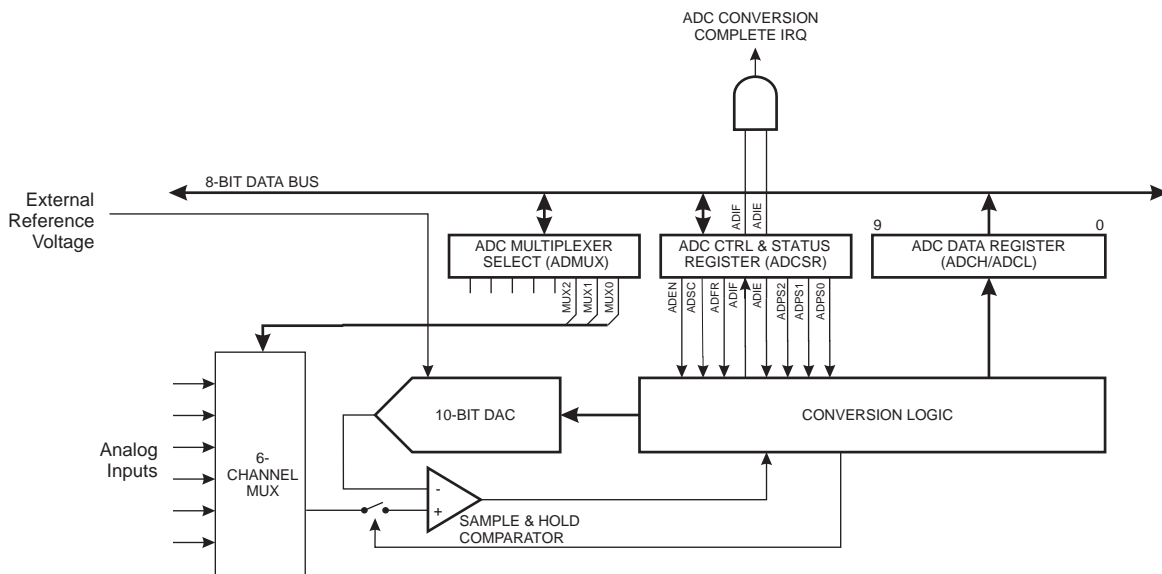 ADC CONVERSION
COMPLETE IRQ
8-BIT DATA BUS
External
Reference
Voltage
ADIF
ADIE
9
0
ADC MULTIPLEXER
SELECT (ADMUX)
ADC CTRL & STATUS
REGISTER (ADCSR)
ADC DATA REGISTER
(ADCH/ADCL)
MUX2
MUX1
MUX0
ADEN
ADSC
ADFR
ADIF
ADIE
ADPS2
ADPS1
ADPS0
10-BIT DAC
CONVERSION LOGIC
Analog
Inputs
6-
CHANNEL
MUX
-
+
SAMPLE & HOLD
COMPARATOR